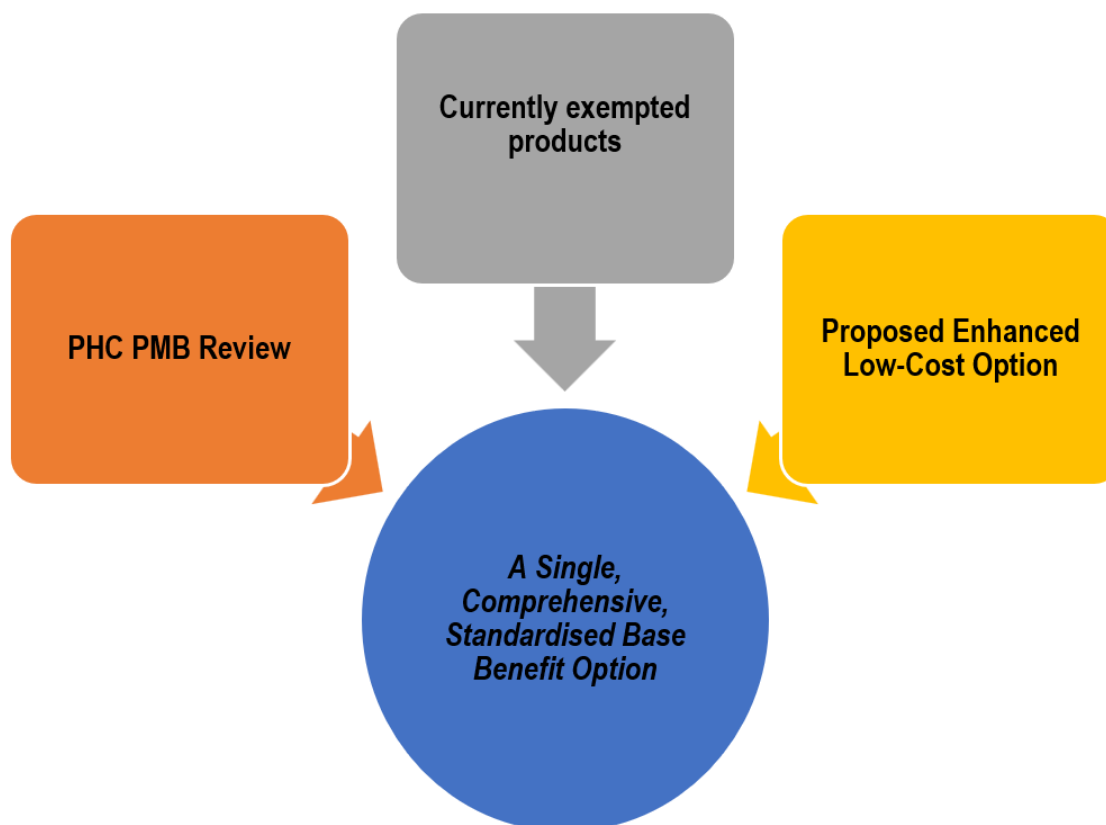 Currently exempted
products
PHC PMB Review
Proposed Enhanced
Low-Cost Option
A Single,
Comprehensive,
Standardised Base
Benefit Option